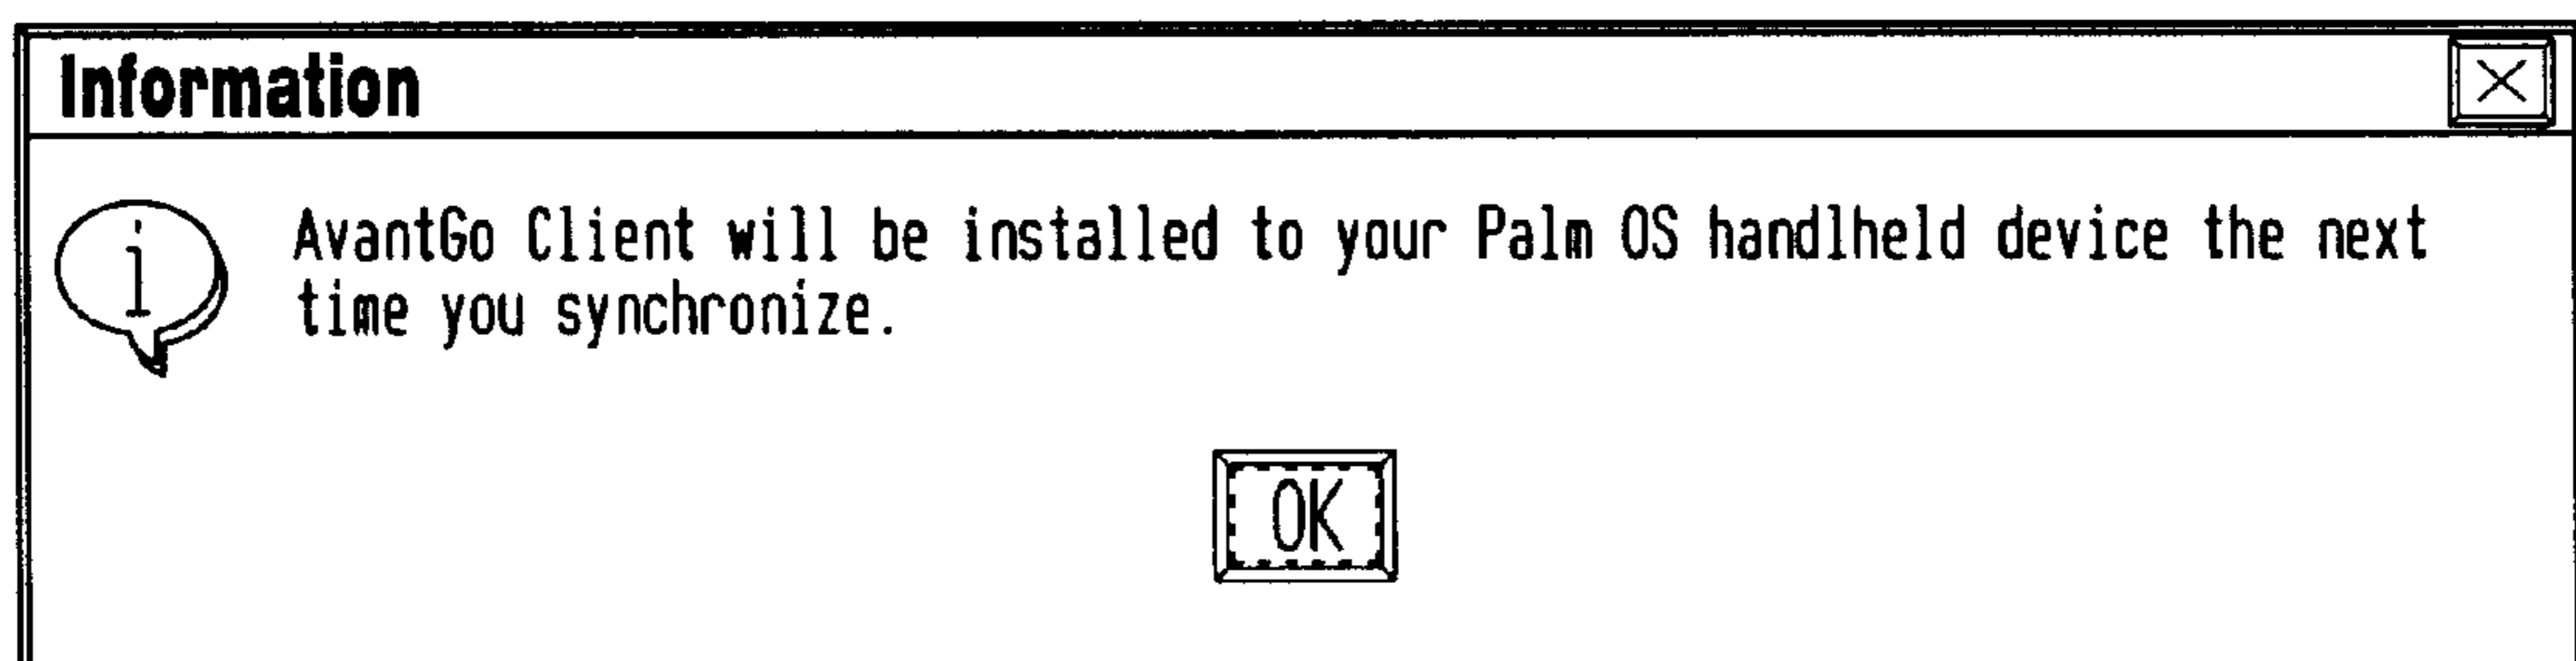 Information
AvantGo Client will be installed to your Palm OS handlheld device the next
time you synchronize.
OK